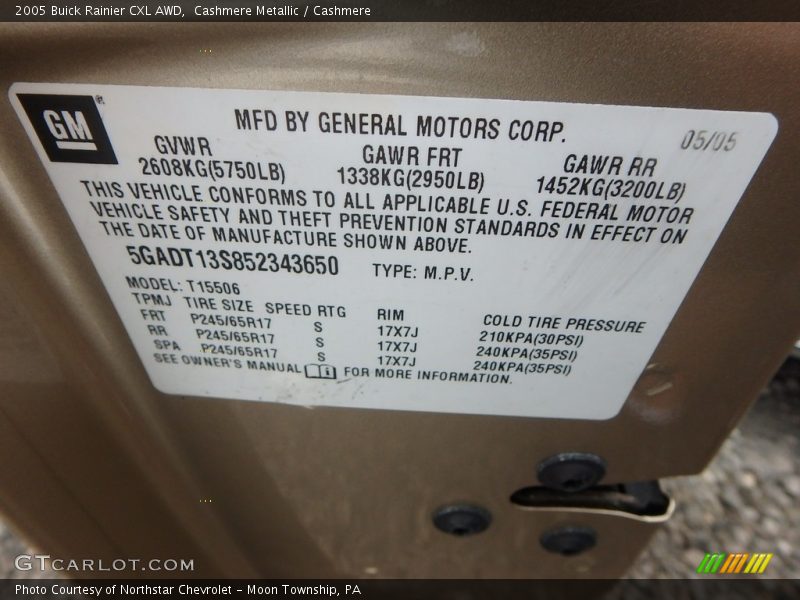 2005 Buick Rainier CXL AWD, Cashmere Metallic / Cashmere
GM
MFD BY GENERAL MOTORS CORP.
05/05
GVWR GAWR FRT GAWR RR
2608KG(5750LB) 1338KG(2950LB) 1452KG(3200LB)
THIS VEHICLE CONFORMS TO ALL APPLICABLE U.S. FEDERAL MOTOR
VEHICLE SAFETY AND THEFT PREVENTION STANDARDS IN EFFECT ON
THE DATE OF MANUFACTURE SHOWN ABOVE.
5GADT13S852343650 TYPE: M.P.V.
MODEL: T15506
TPMJ TIRE SIZE SPEED RTG RIM COLD TIRE PRESSURE
FRT P245/65R17 S 17X7J 210KPA(30PSI)
RR P245/65R17 S 17X7J 240KPA(35PSI)
SPA P245/65R17 S 17X7J 240KPA(35PSI)
SEE OWNER'S MANUAL FOR MORE INFORMATION.
GTCARLOT.COM
Photo Courtesy of Northstar Chevrolet - Moon Township, PA